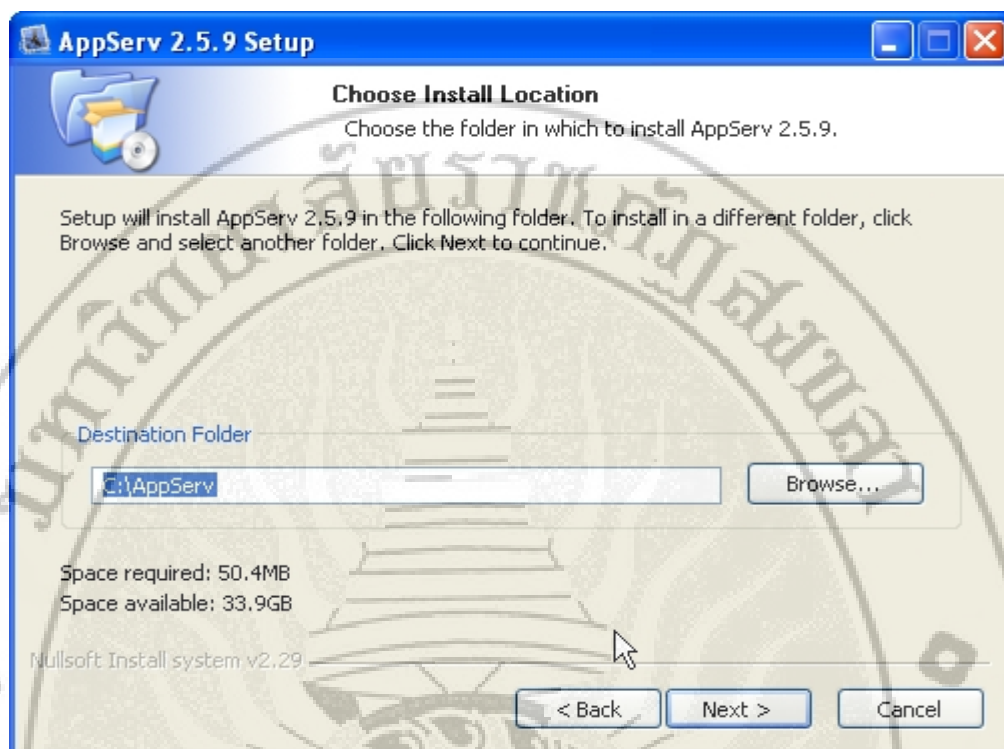 AppServ 2.5.9 Setup
Choose Install Location
Choose the folder in which to install AppServ 2.5.9.
Setup will install AppServ 2.5.9 in the following folder. To install in a different folder, click
Browse and select another folder. Click Next to continue.
Destination Folder
C:\AppServ
Browse...
Space required: 50.4MB
Space available: 33.9GB
Nullsoft Install system v2.29
< Back
Next >
Cancel